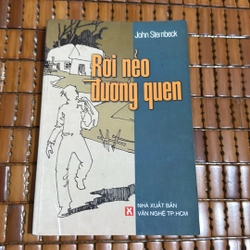 John Steinbeck
Rời nẻo
đường quen
NHÀ XUẤT BẢN
VĂN NGHỆ TP.HCM